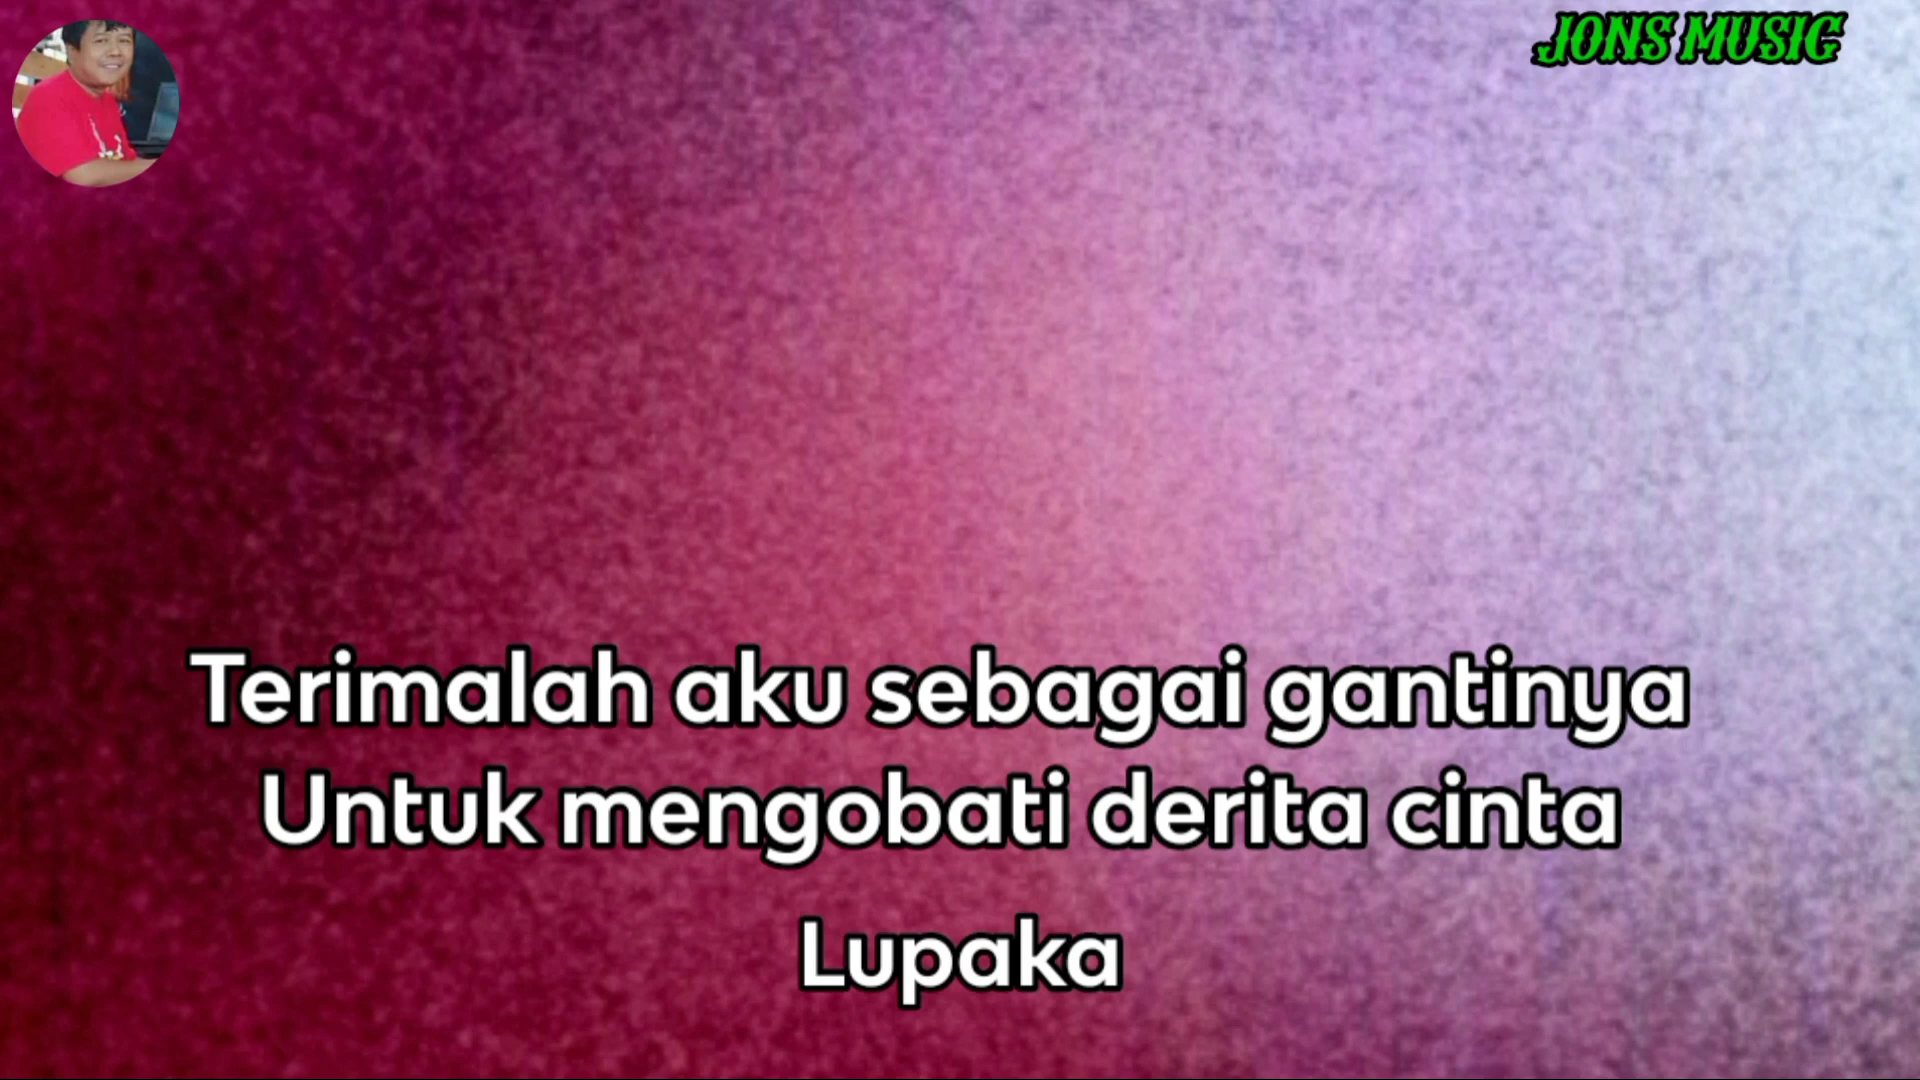 JONS MUSIC
Terimalah aku sebagai gantinya
Untuk mengobati derita cinta
Lupaka